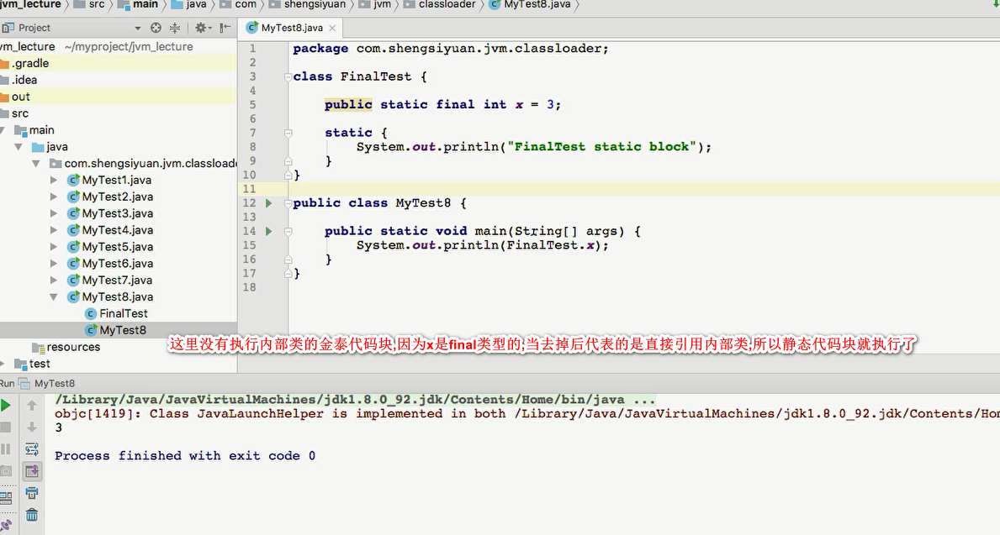 jvm_lecture src main java com shengsiyuan jvm classloader MyTest8.java
Project
MyTest8.java
vm_lecture ~/myproject/jvm_lecture
.gradle
.idea
out
src
main
java
com.shengsiyuan.jvm.classloade
MyTest1.java
MyTest2.java
MyTest3.java
MyTest4.java
MyTest5.java
MyTest6.java
MyTest7.java
MyTest8.java
FinalTest
MyTest8
resources
test
1 package com.shengsiyuan.jvm.classloader;
2
3 class FinalTest {
4
5 public static final int x = 3;
6
7 static {
8 System.out.println("FinalTest static block");
9 }
10 }
11
12 public class MyTest8 {
13
14 public static void main(String[] args) {
15 System.out.println(FinalTest.x);
16 }
17 }
18
这里没有执行内部类的金泰代码块,因为x是final类型的;当去掉后代表的是直接引用内部类,所以静态代码块就执行了
Run MyTest8
/Library/Java/JavaVirtualMachines/jdk1.8.0_92.jdk/Contents/Home/bin/java ...
objc[1419]: Class JavaLaunchHelper is implemented in both /Library/Java/JavaVirtualMachines/jdk1.8.0_92.jdk/Contents/Hom
3
Process finished with exit code 0